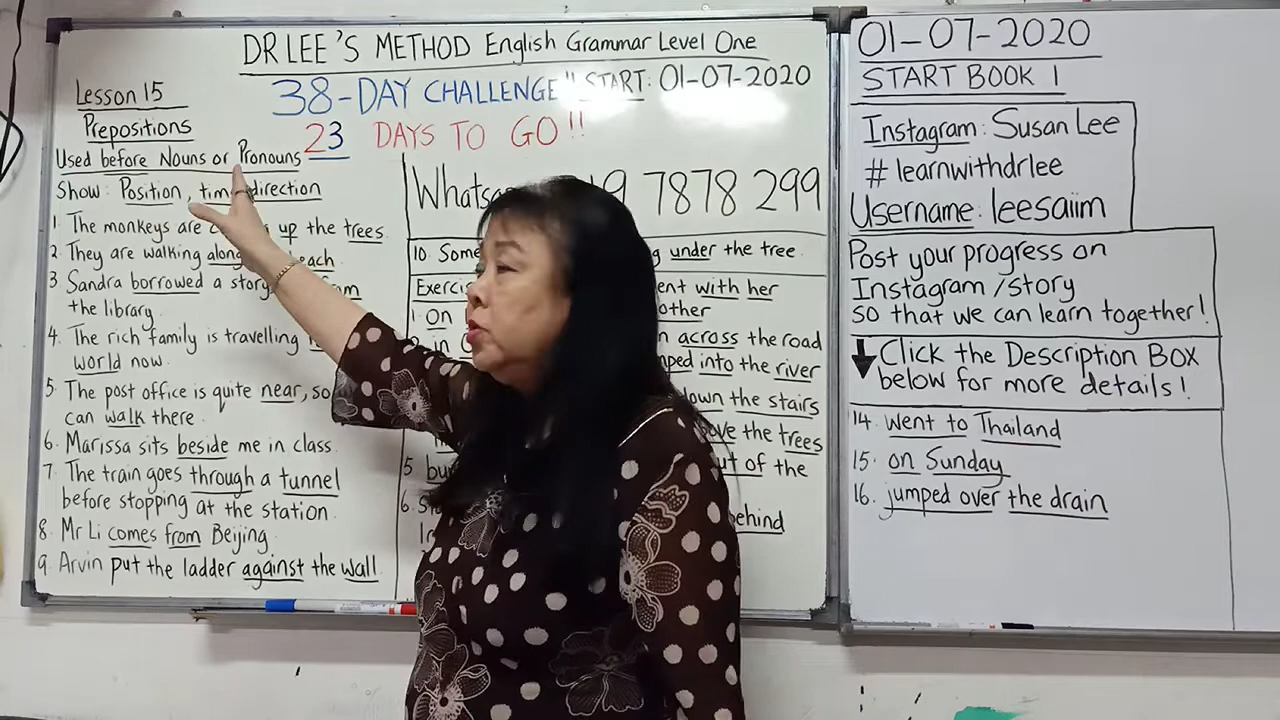 DR LEE'S METHOD English Grammar Level One
38-DAY CHALLENGE" START: 01-07-2020
23 DAYS TO GO!!
Lesson 15
Prepositions
Used before Nouns or Pronouns
Show: Position, time direction
1. The monkeys are up the trees.
2. They are walking along
3 Sandra borrowed a
the library.
4. The rich family is travelling
world now.
5. The post office is quite near, so
can walk there.
6. Marissa sits beside me in class.
7. The train goes through a tunnel
before stopping at the station.
8. Mr Li comes from Beijing.
9. Arvin put the ladder against the wall.
7878 299
10. under the tree.
with her
1. On other
in across the road
into the river
down the stairs
the trees
5 of the
6. behind
01-07-2020
START BOOK 1
Instagram: Susan Lee
# learnwithdrlee
Username: leesaiim
Post your progress on
Instagram/story
so that we can learn together!
Click the Description Box
below for more details!
14. went to Thailand
15. on Sunday
16. jumped over the drain